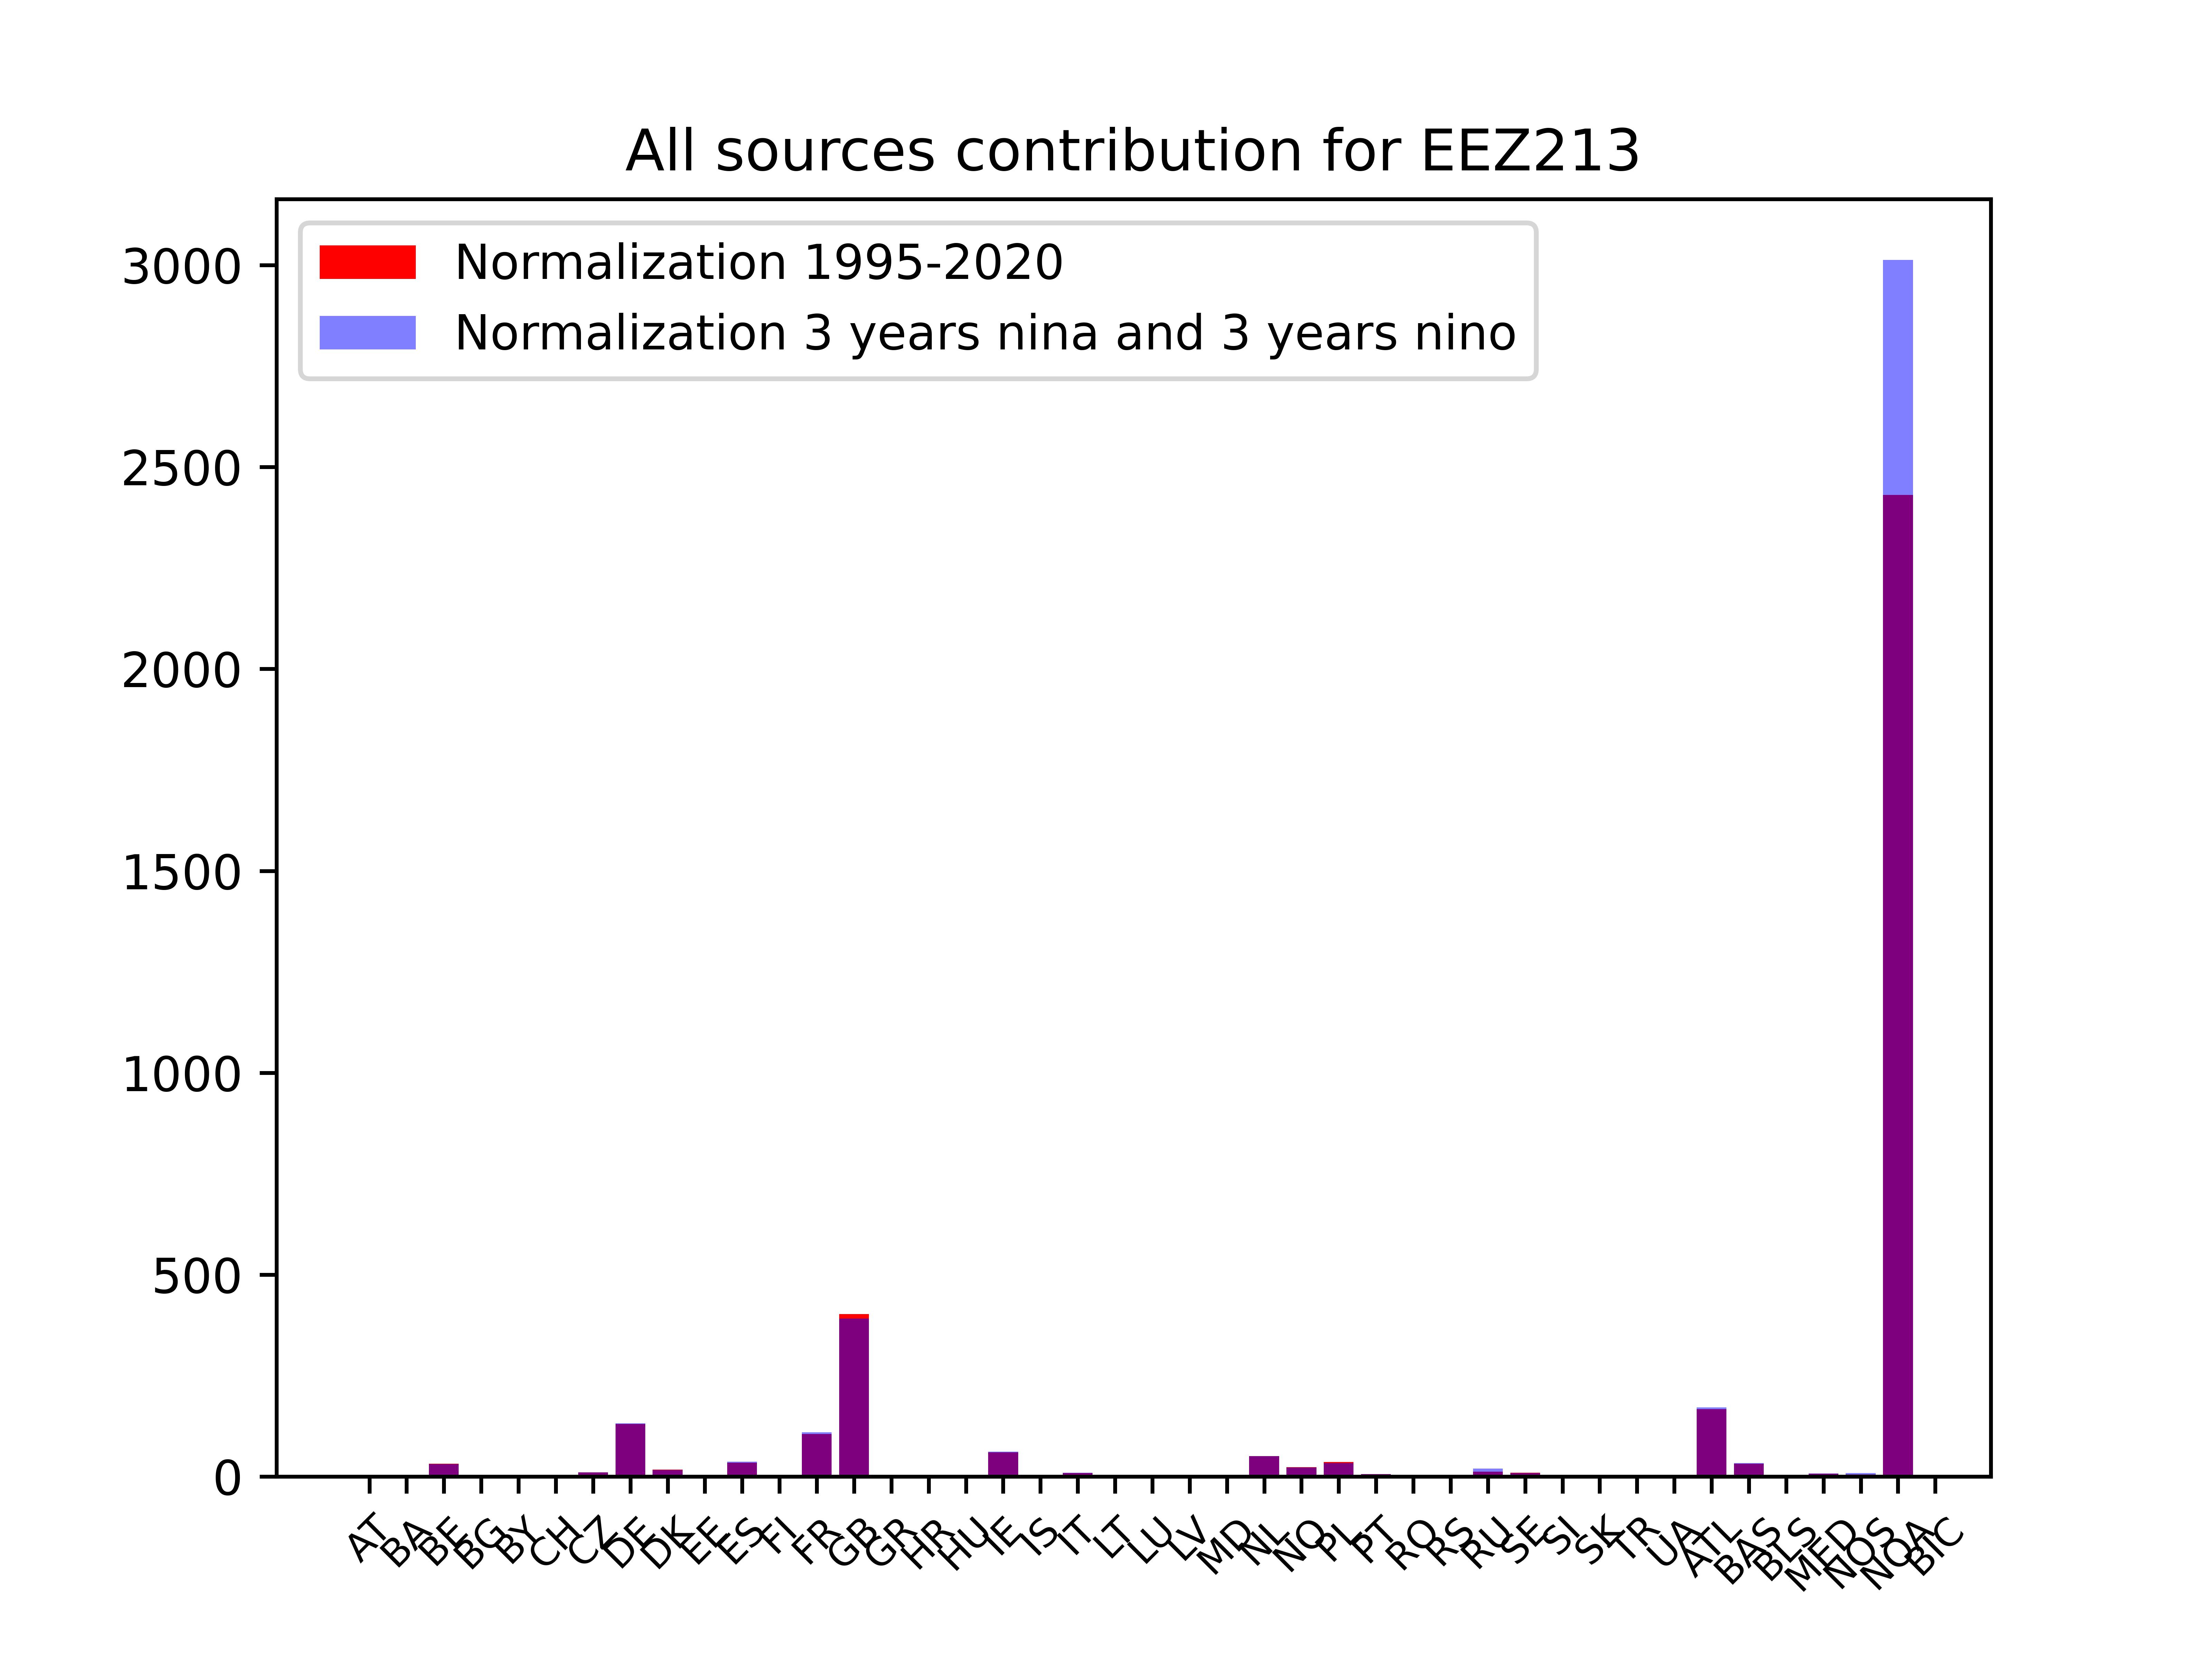 All sources contribution for EEZ213
Normalization 1995-2020
Normalization 3 years nina and 3 years nino
3000
2500
2000
1500
1000
500
0
AT
BA
BE
BG
BY
CH
CZ
DE
DK
EE
ES
FI
FR
GB
GR
HR
HU
IE
IS
IT
LT
LU
LV
MD
NL
NO
PL
PT
RO
RS
RU
SE
SI
SK
TR
UA
ATL
BAS
BLS
MED
NOS
NOA
BIC